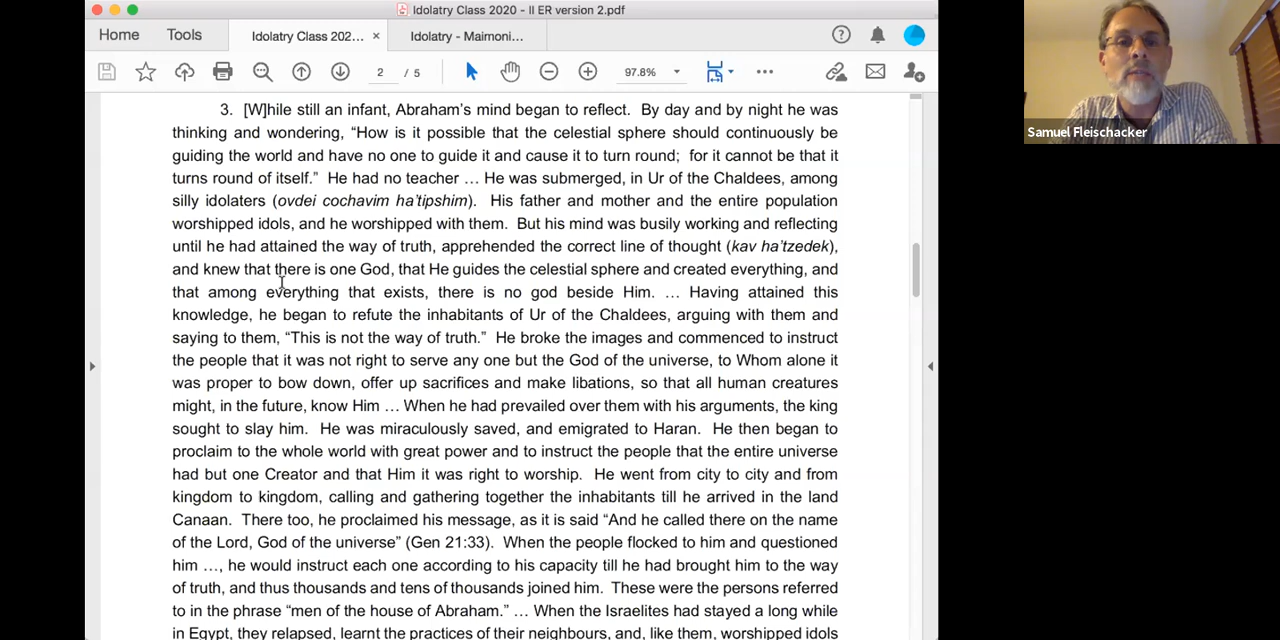 Idolatry Class 2020 - II ER version 2.pdf
Home
Tools
Idolatry Class 202... ×
Idolatry - Maimoni...
2 / 5
97.8%
3. [W]hile still an infant, Abraham's mind began to reflect. By day and by night he was
thinking and wondering, “How is it possible that the celestial sphere should continuously be
guiding the world and have no one to guide it and cause it to turn round; for it cannot be that it
turns round of itself.” He had no teacher … He was submerged, in Ur of the Chaldees, among
silly idolaters (ovdei cochavim ha'tipshim). His father and mother and the entire population
worshipped idols, and he worshipped with them. But his mind was busily working and reflecting
until he had attained the way of truth, apprehended the correct line of thought (kav ha'tzedek),
and knew that there is one God, that He guides the celestial sphere and created everything, and
that among everything that exists, there is no god beside Him. … Having attained this
knowledge, he began to refute the inhabitants of Ur of the Chaldees, arguing with them and
saying to them, “This is not the way of truth.” He broke the images and commenced to instruct
the people that it was not right to serve any one but the God of the universe, to Whom alone it
was proper to bow down, offer up sacrifices and make libations, so that all human creatures
might, in the future, know Him … When he had prevailed over them with his arguments, the king
sought to slay him. He was miraculously saved, and emigrated to Haran. He then began to
proclaim to the whole world with great power and to instruct the people that the entire universe
had but one Creator and that Him it was right to worship. He went from city to city and from
kingdom to kingdom, calling and gathering together the inhabitants till he arrived in the land
Canaan. There too, he proclaimed his message, as it is said “And he called there on the name
of the Lord, God of the universe” (Gen 21:33). When the people flocked to him and questioned
him …, he would instruct each one according to his capacity till he had brought him to the way
of truth, and thus thousands and tens of thousands joined him. These were the persons referred
to in the phrase “men of the house of Abraham.” … When the Israelites had stayed a long while
in Egypt, they relapsed, learnt the practices of their neighbours, and, like them, worshipped idols
Samuel Fleischacker